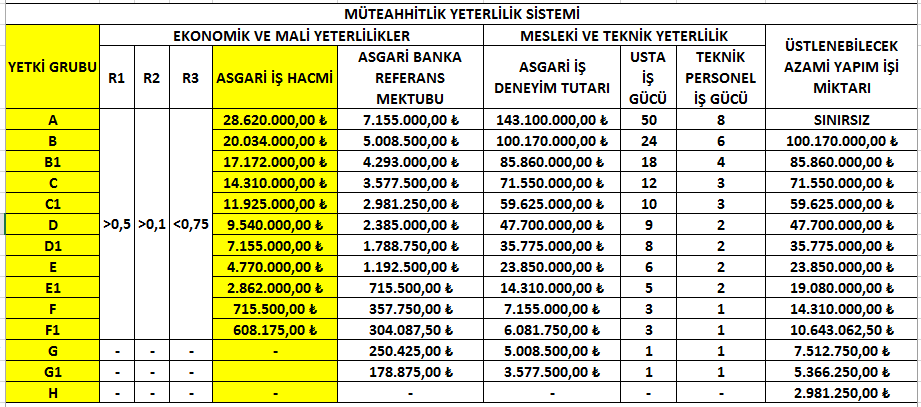 MÜTEAHHİTLİK YETERLİLİK SİSTEMİ
YETKİ GRUBU EKONOMİK VE MALİ YETERLİLİKLER MESLEKİ VE TEKNİK YETERLİLİK ÜSTLENEBİLECEK AZAMİ YAPIM İŞİ MİKTARI
R1 R2 R3 ASGARİ İŞ HACMİ ASGARİ BANKA REFERANS MEKTUBU ASGARİ İŞ DENEYİM TUTARI USTA İŞ GÜCÜ TEKNİK PERSONEL İŞ GÜCÜ
A 28.620.000,00 ₺ 7.155.000,00 ₺ 143.100.000,00 ₺ 50 8 SINIRSIZ
B 20.034.000,00 ₺ 5.008.500,00 ₺ 100.170.000,00 ₺ 24 6 100.170.000,00 ₺
B1 17.172.000,00 ₺ 4.293.000,00 ₺ 85.860.000,00 ₺ 18 4 85.860.000,00 ₺
C 14.310.000,00 ₺ 3.577.500,00 ₺ 71.550.000,00 ₺ 12 3 71.550.000,00 ₺
C1 11.925.000,00 ₺ 2.981.250,00 ₺ 59.625.000,00 ₺ 10 3 59.625.000,00 ₺
D >0,5 >0,1 <0,75 9.540.000,00 ₺ 2.385.000,00 ₺ 47.700.000,00 ₺ 9 2 47.700.000,00 ₺
D1 7.155.000,00 ₺ 1.788.750,00 ₺ 35.775.000,00 ₺ 8 2 35.775.000,00 ₺
E 4.770.000,00 ₺ 1.192.500,00 ₺ 23.850.000,00 ₺ 6 2 23.850.000,00 ₺
E1 2.862.000,00 ₺ 715.500,00 ₺ 14.310.000,00 ₺ 5 2 19.080.000,00 ₺
F 715.500,00 ₺ 357.750,00 ₺ 7.155.000,00 ₺ 3 1 14.310.000,00 ₺
F1 608.175,00 ₺ 304.087,50 ₺ 6.081.750,00 ₺ 3 1 10.643.062,50 ₺
G - - - - 250.425,00 ₺ 5.008.500,00 ₺ 1 1 7.512.750,00 ₺
G1 - - - 178.875,00 ₺ 3.577.500,00 ₺ 1 1 5.366.250,00 ₺
H - - - - - - - - 2.981.250,00 ₺